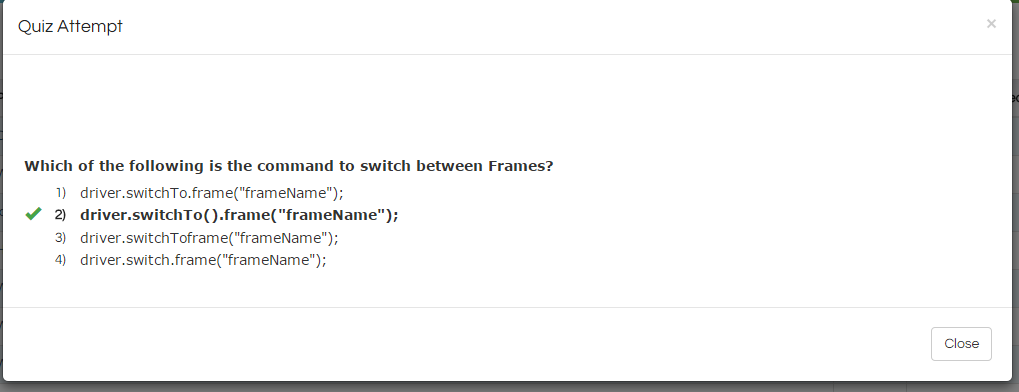 Quiz Attempt
×
Which of the following is the command to switch between Frames?
1) driver.switchTo.frame("frameName");
2) driver.switchTo().frame("frameName");
3) driver.switchToframe("frameName");
4) driver.switch.frame("frameName");
Close